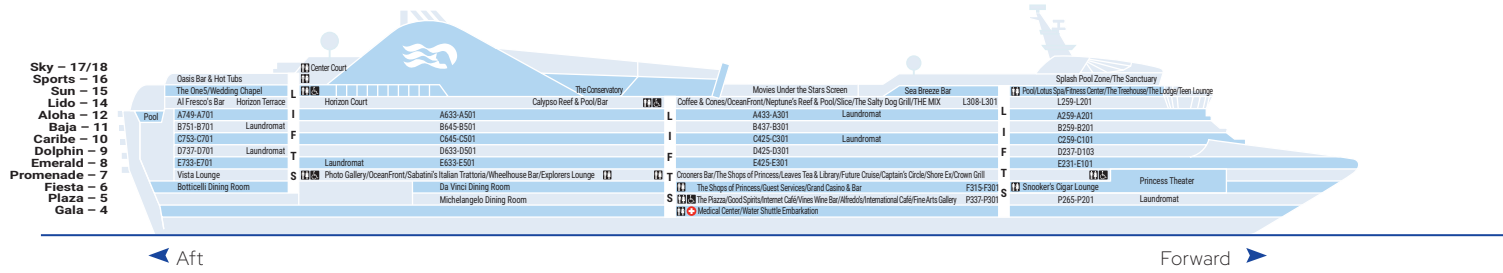 Sky – 17/18 Center Court
Sports – 16 Oasis Bar & Hot Tubs Splash Pool Zone/The Sanctuary
Sun – 15 The One5/Wedding Chapel The Conservatory Movies Under the Stars Screen Sea Breeze Bar Pool/Lotus Spa/Fitness Center/The Treehouse/The Lodge/Teen Lounge
Lido – 14 Al Fresco's Bar Horizon Terrace Horizon Court Calypso Reef & Pool/Bar Coffee & Cones/OceanFront/Neptune's Reef & Pool/Slice/The Salty Dog Grill/THE MIX L308-L301 L259-L201
Aloha – 12 Pool A749-A701 A633-A501 A433-A301 Laundromat A259-A201
Baja – 11 B751-B701 Laundromat B645-B501 B437-B301 B259-B201
Caribe – 10 C753-C701 C645-C501 C425-C301 Laundromat C259-C101
Dolphin – 9 D737-D701 Laundromat D633-D501 D425-D301 D237-D103
Emerald – 8 E733-E701 Laundromat E633-E501 E425-E301 E231-E101
Promenade – 7 Vista Lounge Photo Gallery/OceanFront/Sabatini's Italian Trattoria/Wheelhouse Bar/Explorers Lounge Crooners Bar/The Shops of Princess/Leaves Tea & Library/Future Cruise/Captain's Circle/Shore Ex/Crown Grill Princess Theater
Fiesta – 6 Botticelli Dining Room Da Vinci Dining Room The Shops of Princess/Guest Services/Grand Casino & Bar F315-F301 Snooker's Cigar Lounge
Plaza – 5 Michelangelo Dining Room The Piazza/Good Spirits/Internet Café/Vines Wine Bar/Alfredo's/International Café/Fine Arts Gallery P337-P301 P265-P201 Laundromat
Gala – 4 Medical Center/Water Shuttle Embarkation
LIFTS
LIFTS
LIFTS
Aft Forward